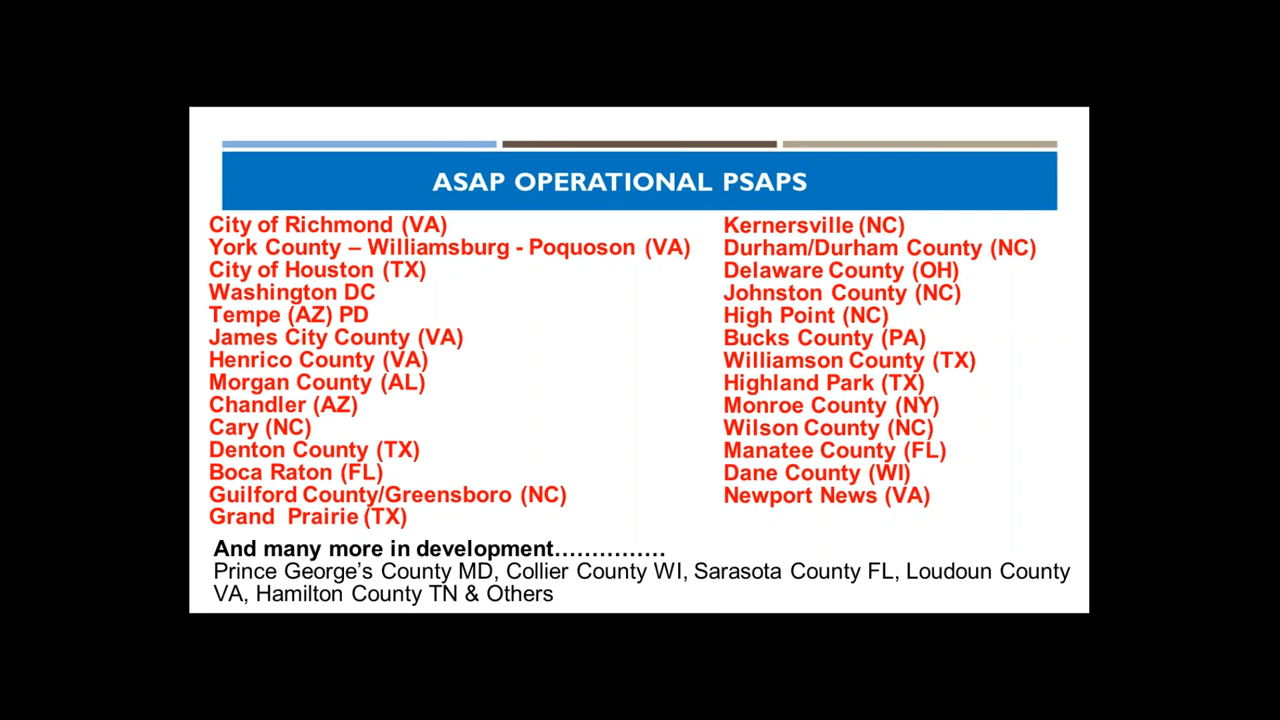 ASAP OPERATIONAL PSAPS
City of Richmond (VA)
York County – Williamsburg - Poquoson (VA)
City of Houston (TX)
Washington DC
Tempe (AZ) PD
James City County (VA)
Henrico County (VA)
Morgan County (AL)
Chandler (AZ)
Cary (NC)
Denton County (TX)
Boca Raton (FL)
Guilford County/Greensboro (NC)
Grand  Prairie (TX)
Kernersville (NC)
Durham/Durham County (NC)
Delaware County (OH)
Johnston County (NC)
High Point (NC)
Bucks County (PA)
Williamson County (TX)
Highland Park (TX)
Monroe County (NY)
Wilson County (NC)
Manatee County (FL)
Dane County (WI)
Newport News (VA)
And many more in development……………
Prince George’s County MD, Collier County WI, Sarasota County FL, Loudoun County
VA, Hamilton County TN & Others